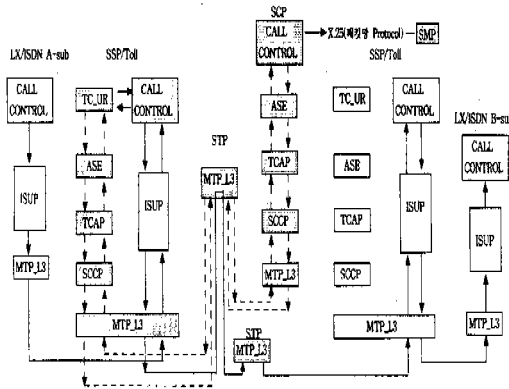 SCP
CALL
CONTROL
X.25(패킷망 Protocol)
SMP
LX/ISDN A-sub
SSP/Toll
SSP/Toll
LX/ISDN B-su
CALL
CONTROL
TC_UR
CALL
CONTROL
ASE
TC_UR
CALL
CONTROL
CALL
CONTROL
STP
MTP_L3
ASE
TCAP
ASE
ISUP
ISUP
ISUP
ISUP
TCAP
SCCP
TCAP
MTP_L3
SCCP
MTP_L3
SCCP
MTP_L3
MTP_L3
MTP_L3
STP
MTP_L3